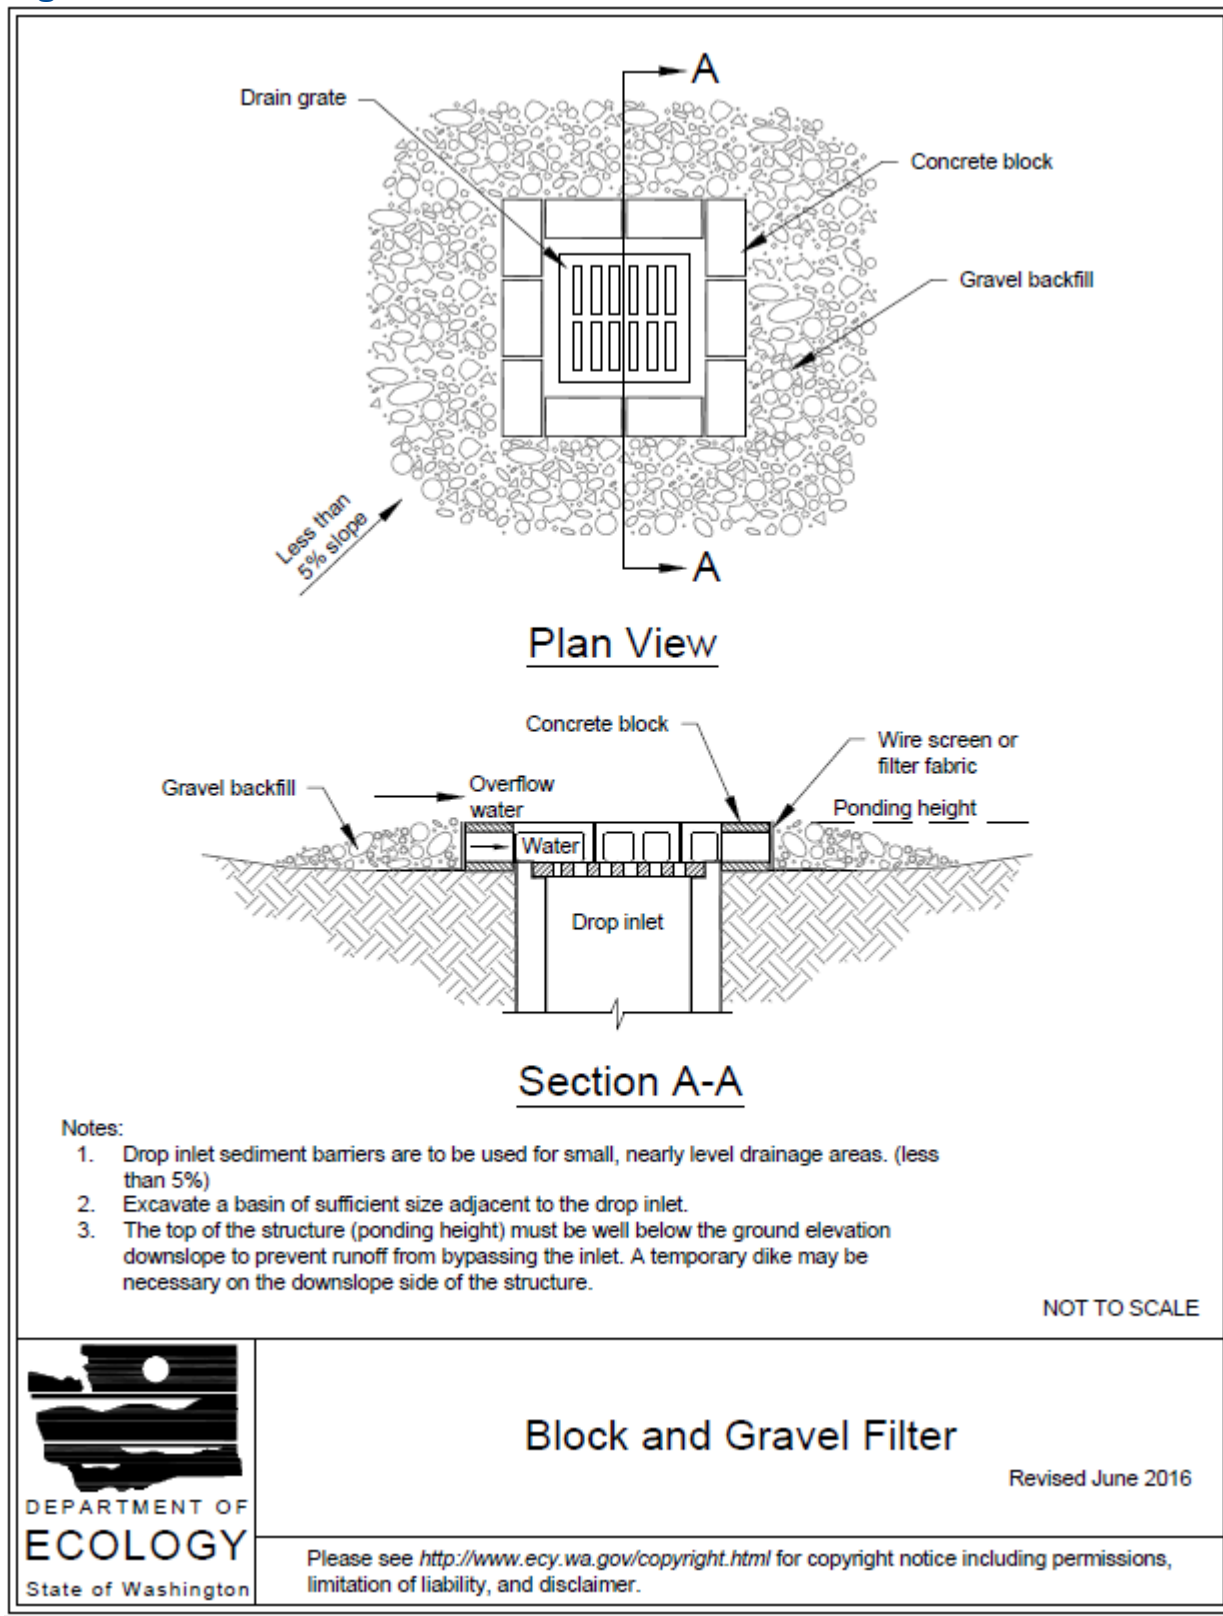 Drain grate
A
Concrete block
Gravel backfill
Less than
5% slope
A
Plan View
Concrete block
Wire screen or
filter fabric
Gravel backfill
Overflow
water
Ponding height
Water
Drop inlet
Section A-A
Notes:
1. Drop inlet sediment barriers are to be used for small, nearly level drainage areas. (less
than 5%)
2. Excavate a basin of sufficient size adjacent to the drop inlet.
3. The top of the structure (ponding height) must be well below the ground elevation
downslope to prevent runoff from bypassing the inlet. A temporary dike may be
necessary on the downslope side of the structure.
NOT TO SCALE
Block and Gravel Filter
Revised June 2016
DEPARTMENT OF
ECOLOGY
State of Washington
Please see http://www.ecy.wa.gov/copyright.html for copyright notice including permissions,
limitation of liability, and disclaimer.